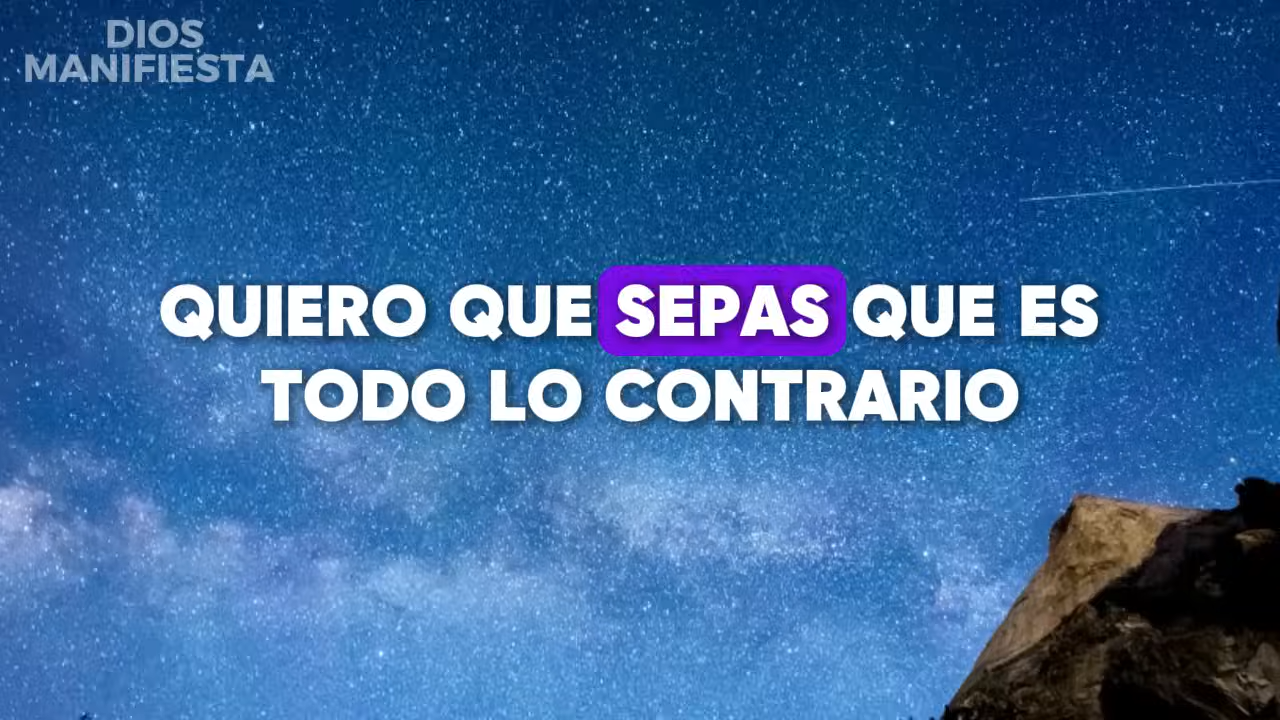 DIOS
MANIFIESTA
QUIERO QUE SEPAS QUE ES
TODO LO CONTRARIO